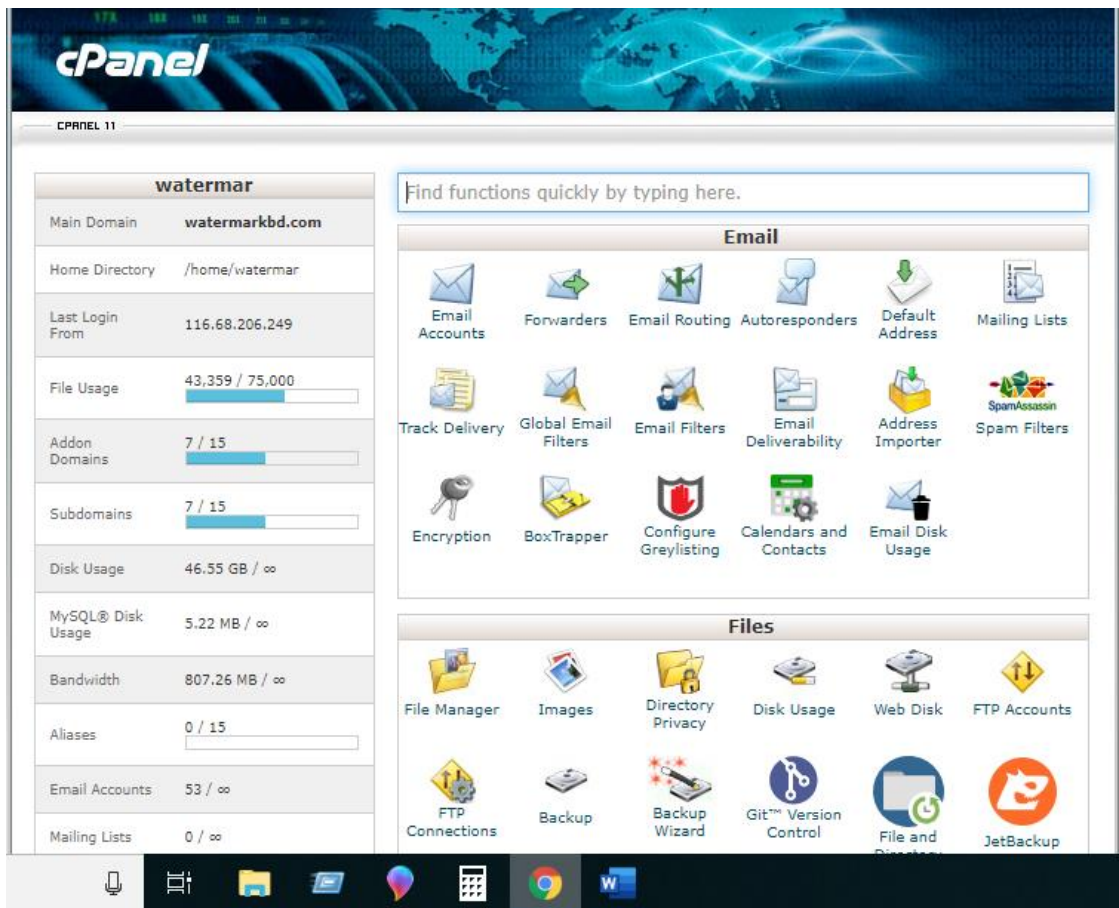 cPanel
CPANEL 11
watermar
Main Domain watermarkbd.com
Home Directory /home/watermar
Last Login
From
116.68.206.249
File Usage 43,359 / 75,000
Addon
Domains
7 / 15
Subdomains 7 / 15
Disk Usage 46.55 GB / ∞
MySQL® Disk
Usage
5.22 MB / ∞
Bandwidth 807.26 MB / ∞
Aliases 0 / 15
Email Accounts 53 / ∞
Mailing Lists 0 / ∞
Find functions quickly by typing here.
Email
Email
Accounts
Forwarders
Email Routing
Autoresponders
Default
Address
Mailing Lists
Track Delivery
Global Email
Filters
Email Filters
Email
Deliverability
Address
Importer
SpamAssassin
Spam Filters
Encryption
BoxTrapper
Configure
Greylisting
Calendars and
Contacts
Email Disk
Usage
Files
File Manager
Images
Directory
Privacy
Disk Usage
Web Disk
FTP Accounts
FTP
Connections
Backup
Backup
Wizard
Git™ Version
Control
File and
Directory
JetBackup